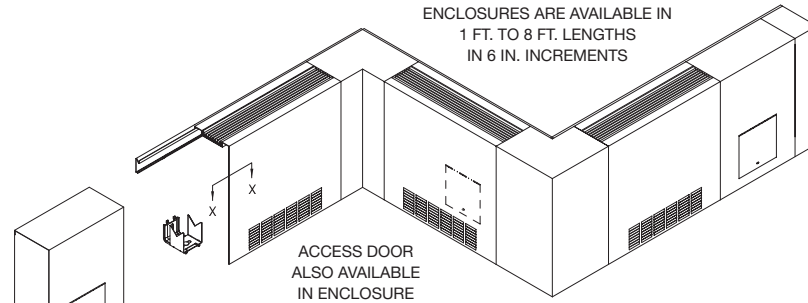 ENCLOSURES ARE AVAILABLE IN
1 FT. TO 8 FT. LENGTHS
IN 6 IN. INCREMENTS
X
X
ACCESS DOOR
ALSO AVAILABLE
IN ENCLOSURE